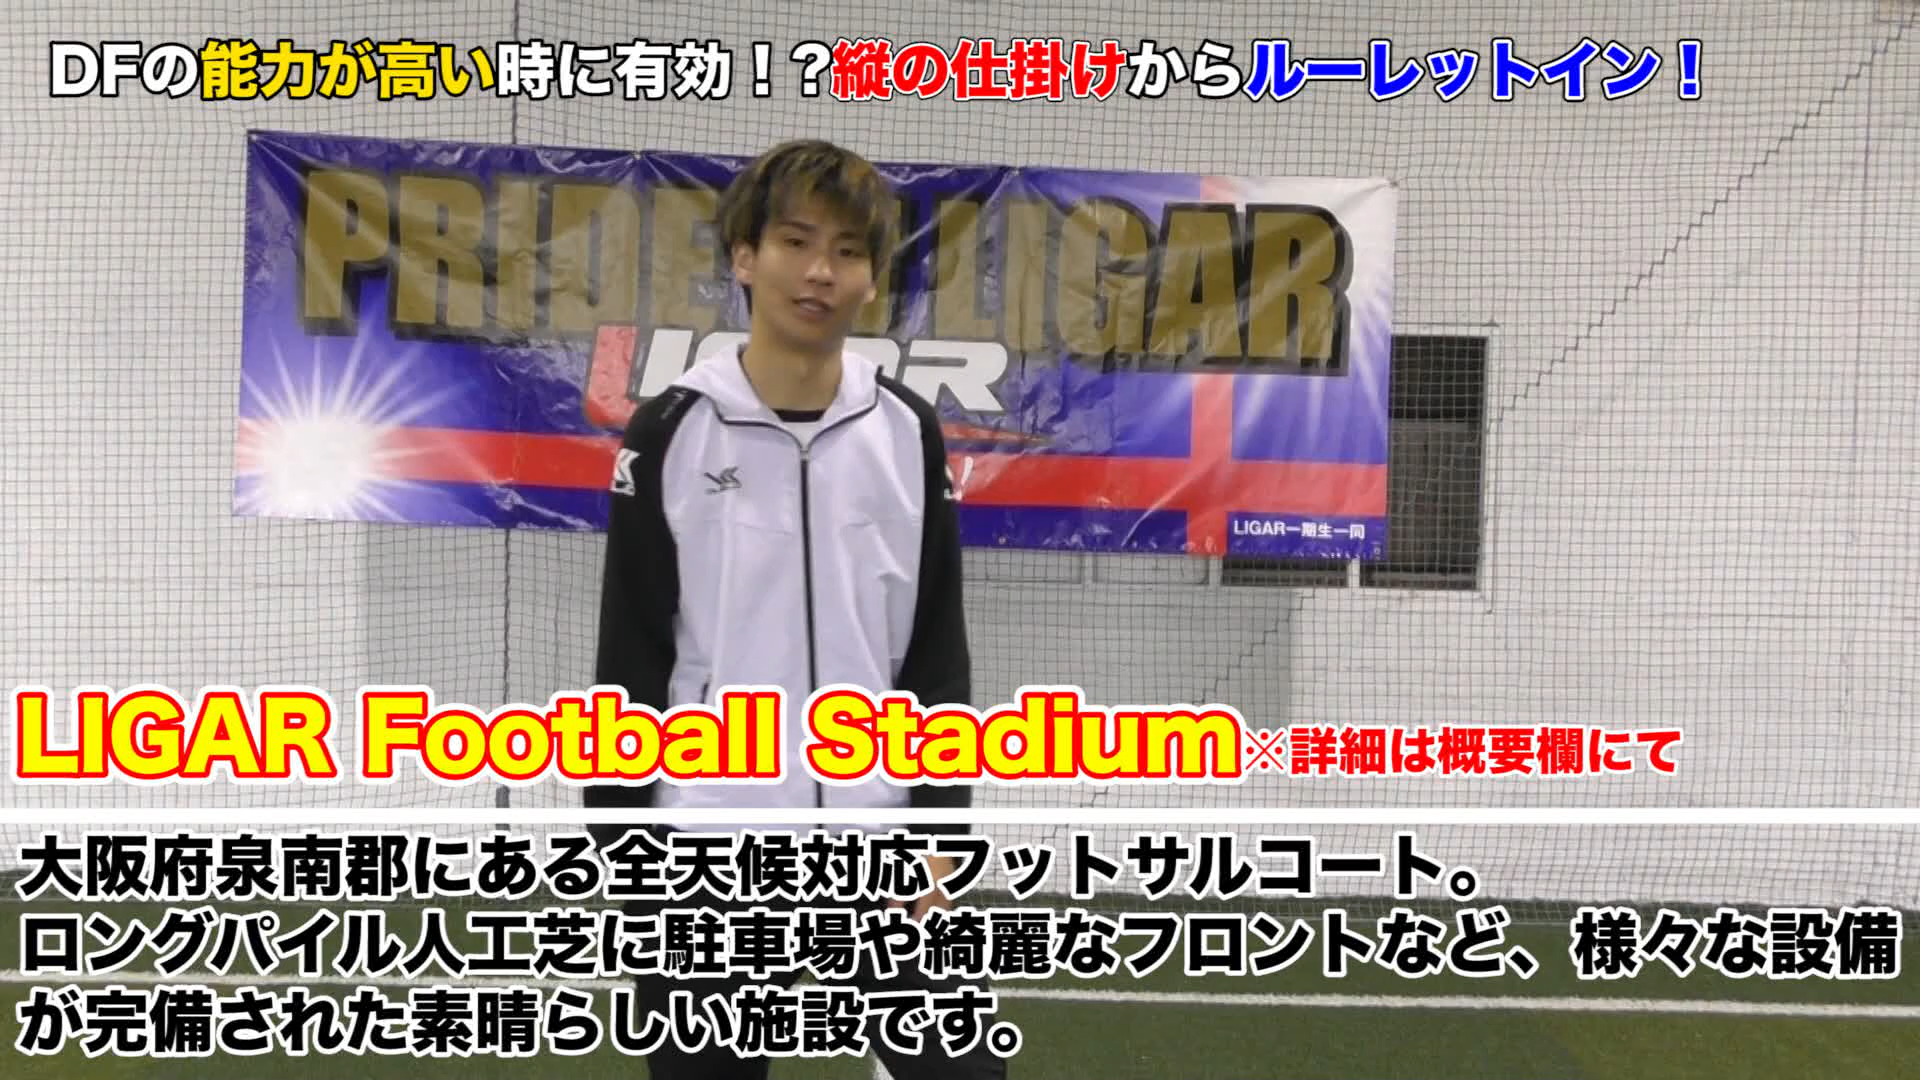 DFの能力が高い時に有効！?縦の仕掛けからルーレットイン！
PRIDE
LIGAR
LIGAR一期生一同
LIGAR Football Stadium※詳細は概要欄にて
大阪府泉南郡にある全天候対応フットサルコート。
ロングパイル人工芝に駐車場や綺麗なフロントなど、様々な設備
が完備された素晴らしい施設です。